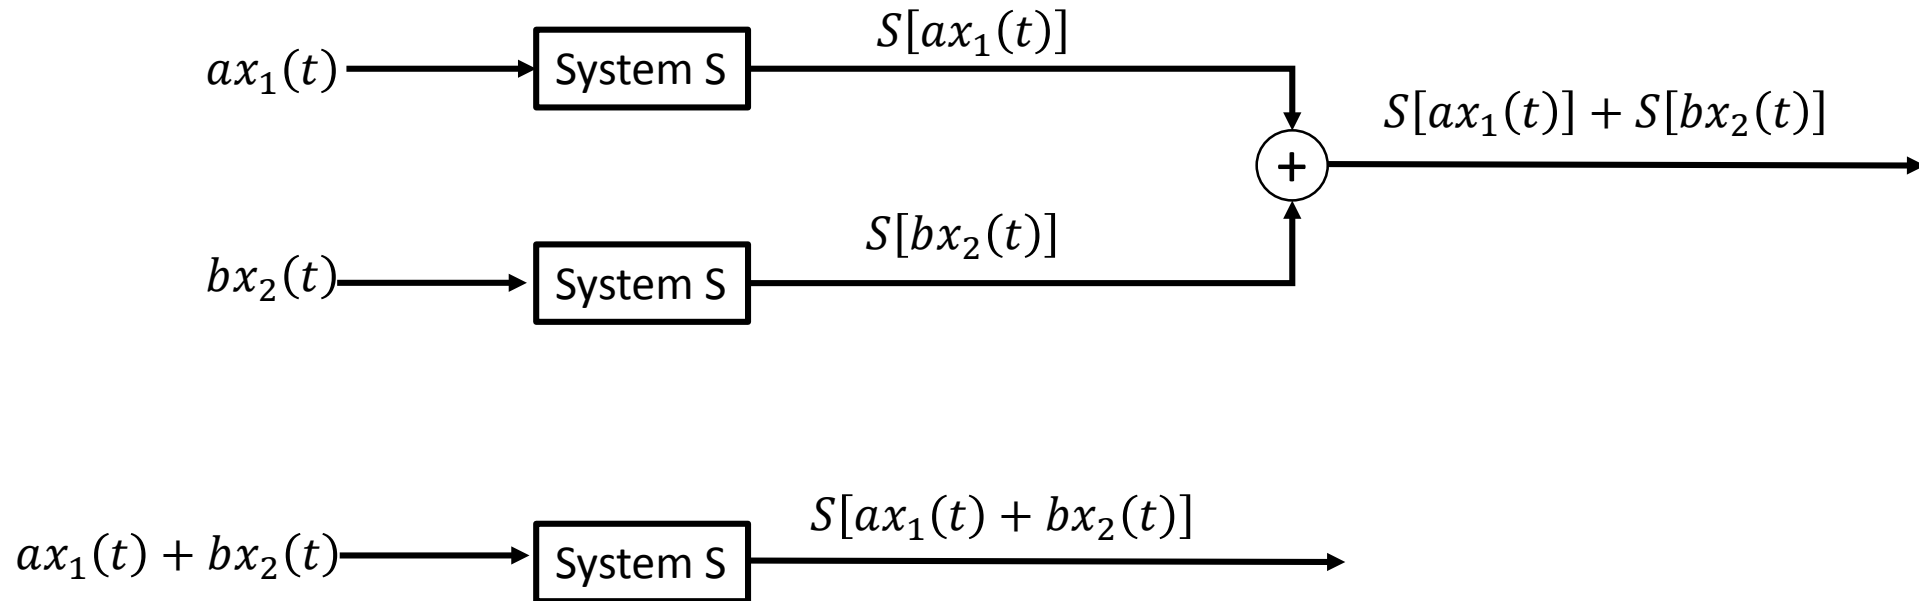 ax₁(t)
System S
S[ax₁(t)]
S[ax₁(t)] + S[bx₂(t)]
+
bx₂(t)
System S
S[bx₂(t)]
ax₁(t) + bx₂(t)
System S
S[ax₁(t) + bx₂(t)]